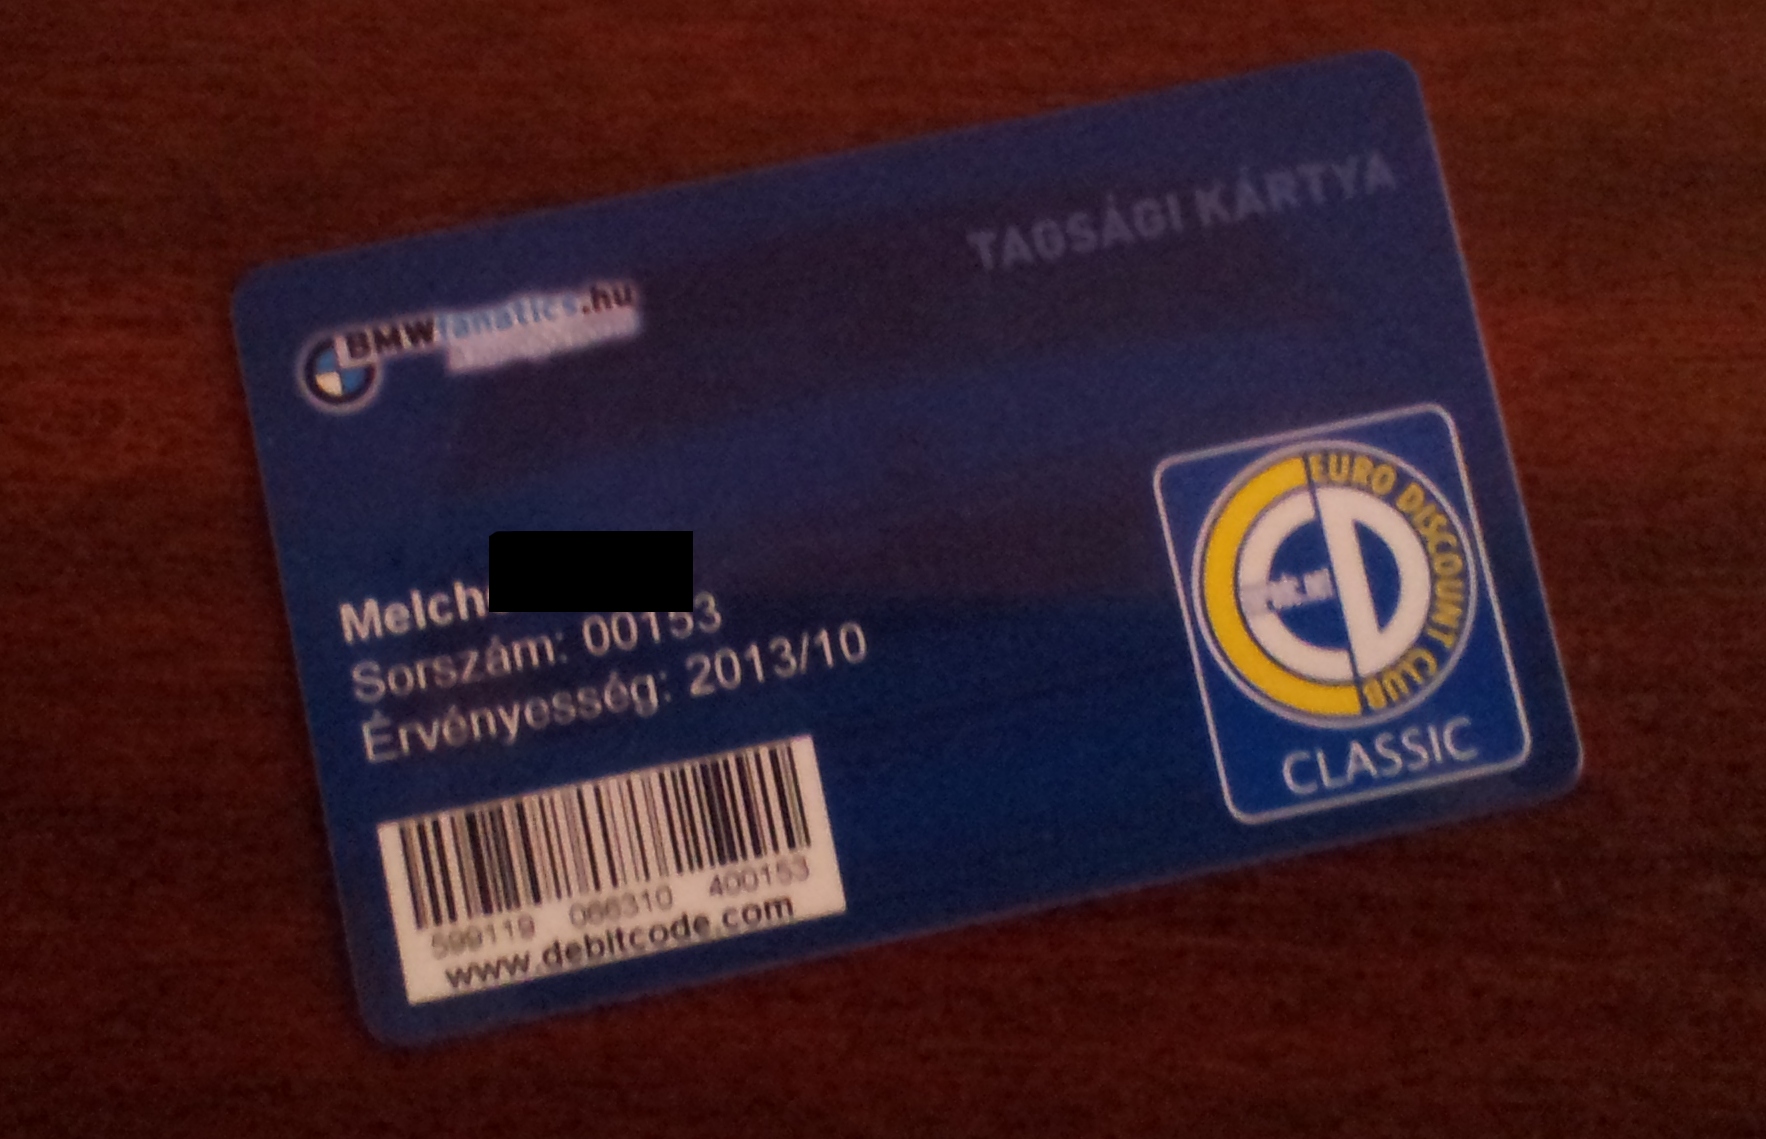 TAGSÁGI KÁRTYA
BMWfanatics.hu
Melch
Sorszám: 00153
Érvényesség: 2013/10
599119 066310 400153
www.debitcode.com
EURO DISCOUNT CLUB
CLASSIC